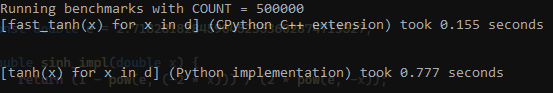 Running benchmarks with COUNT = 500000
[fast_tanh(x) for x in d] (CPython C++ extension) took 0.155 seconds
sinh_impl(double x) {
[tanh(x) for x in d] (Python implementation) took 0.777 seconds